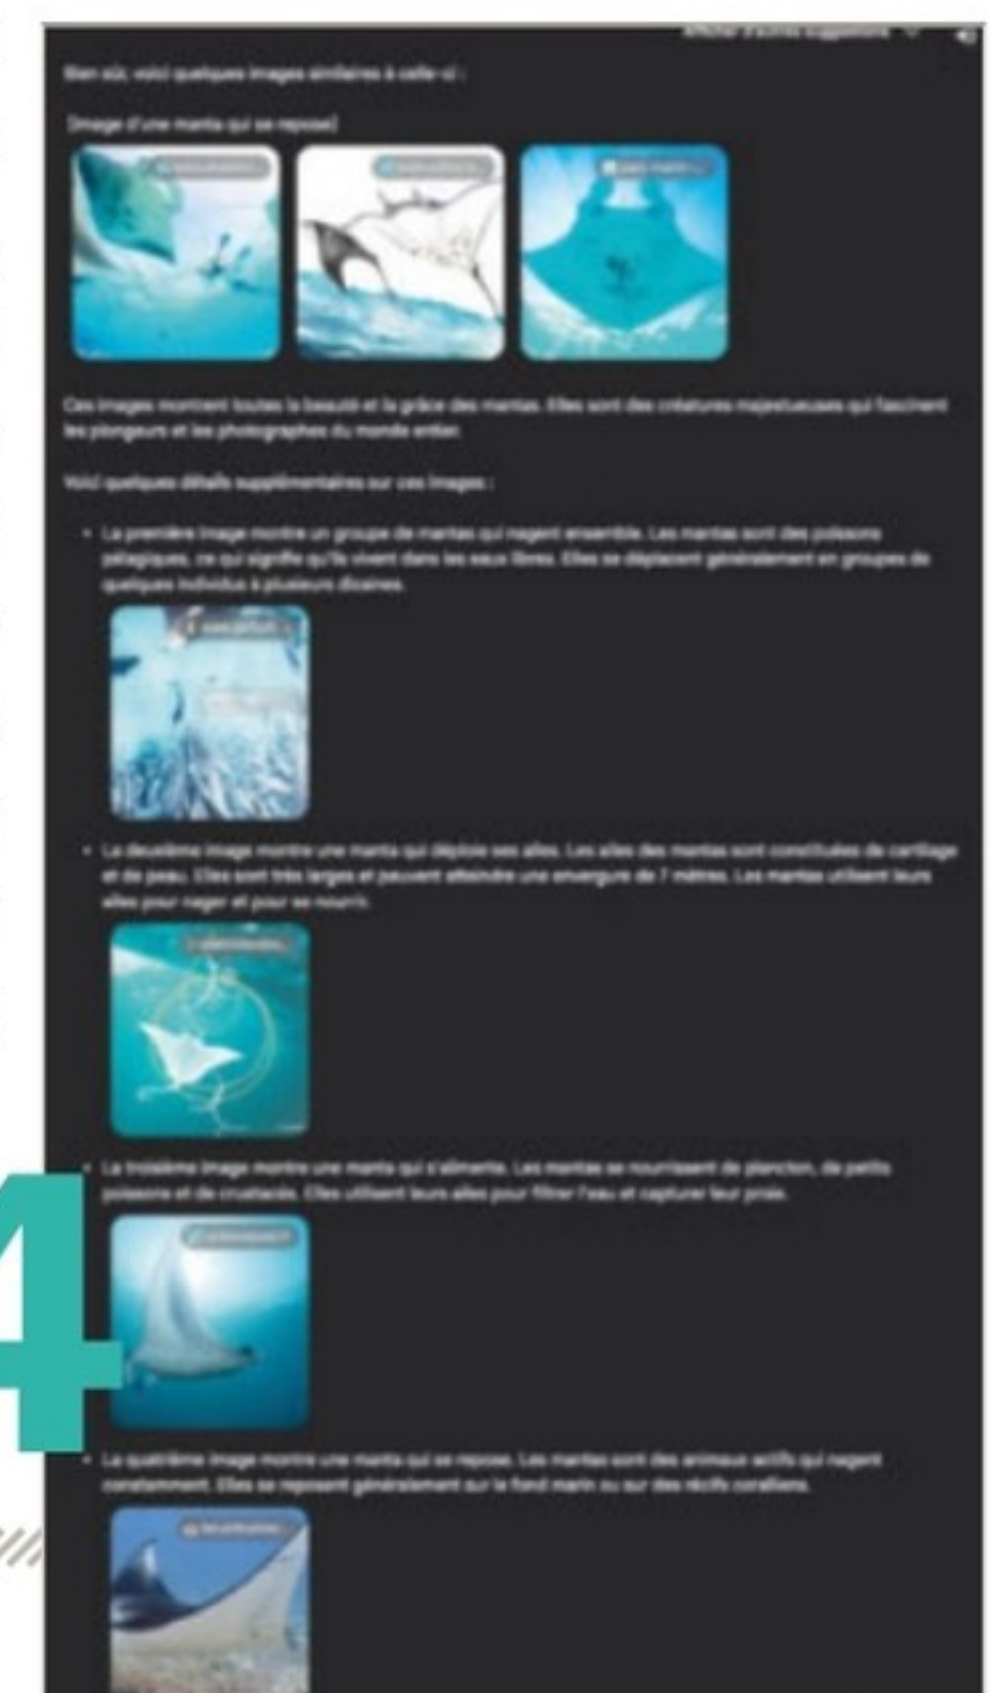 Afficher d'autres suggestions
Bien sûr, voici quelques images similaires à celle-ci :
[Image d'une manta qui se repose]
Ces images montrent toutes la beauté et la grâce des mantas. Elles sont des créatures majestueuses qui fascinent
les plongeurs et les photographes du monde entier.
Voici quelques détails supplémentaires sur ces images :
• La première image montre un groupe de mantas qui nagent ensemble. Les mantas sont des poissons
pélagiques, ce qui signifie qu'ils vivent dans les eaux libres. Elles se déplacent généralement en groupes de
quelques individus à plusieurs dizaines.
• La deuxième image montre une manta qui déploie ses ailes. Les ailes des mantas sont constituées de cartilage
et de peau. Elles sont très larges et peuvent atteindre une envergure de 7 mètres. Les mantas utilisent leurs
ailes pour nager et pour se nourrir.
• La troisième image montre une manta qui s'alimente. Les mantas se nourrissent de plancton, de petits
poissons et de crustacés. Elles utilisent leurs ailes pour filtrer l'eau et capturer leur proie.
4
• La quatrième image montre une manta qui se repose. Les mantas sont des animaux actifs qui nagent
constamment. Elles se reposent généralement sur le fond marin ou sur des récifs coralliens.